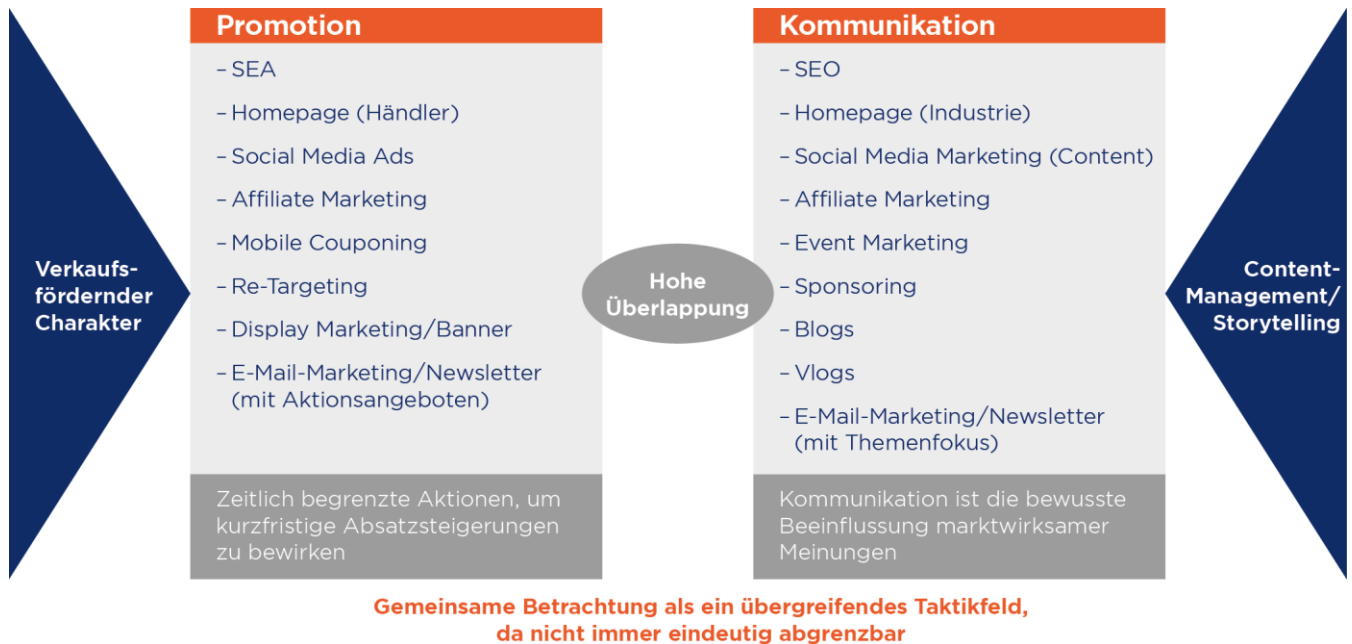 Verkaufs-
fördernder
Charakter
Promotion
– SEA
– Homepage (Händler)
– Social Media Ads
– Affiliate Marketing
– Mobile Couponing
– Re-Targeting
– Display Marketing/Banner
– E-Mail-Marketing/Newsletter
(mit Aktionsangeboten)
Zeitlich begrenzte Aktionen, um
kurzfristige Absatzsteigerungen
zu bewirken
Hohe
Überlappung
Kommunikation
– SEO
– Homepage (Industrie)
– Social Media Marketing (Content)
– Affiliate Marketing
– Event Marketing
– Sponsoring
– Blogs
– Vlogs
– E-Mail-Marketing/Newsletter
(mit Themenfokus)
Kommunikation ist die bewusste
Beeinflussung marktwirksamer
Meinungen
Content-
Management/
Storytelling
Gemeinsame Betrachtung als ein übergreifendes Taktikfeld,
da nicht immer eindeutig abgrenzbar